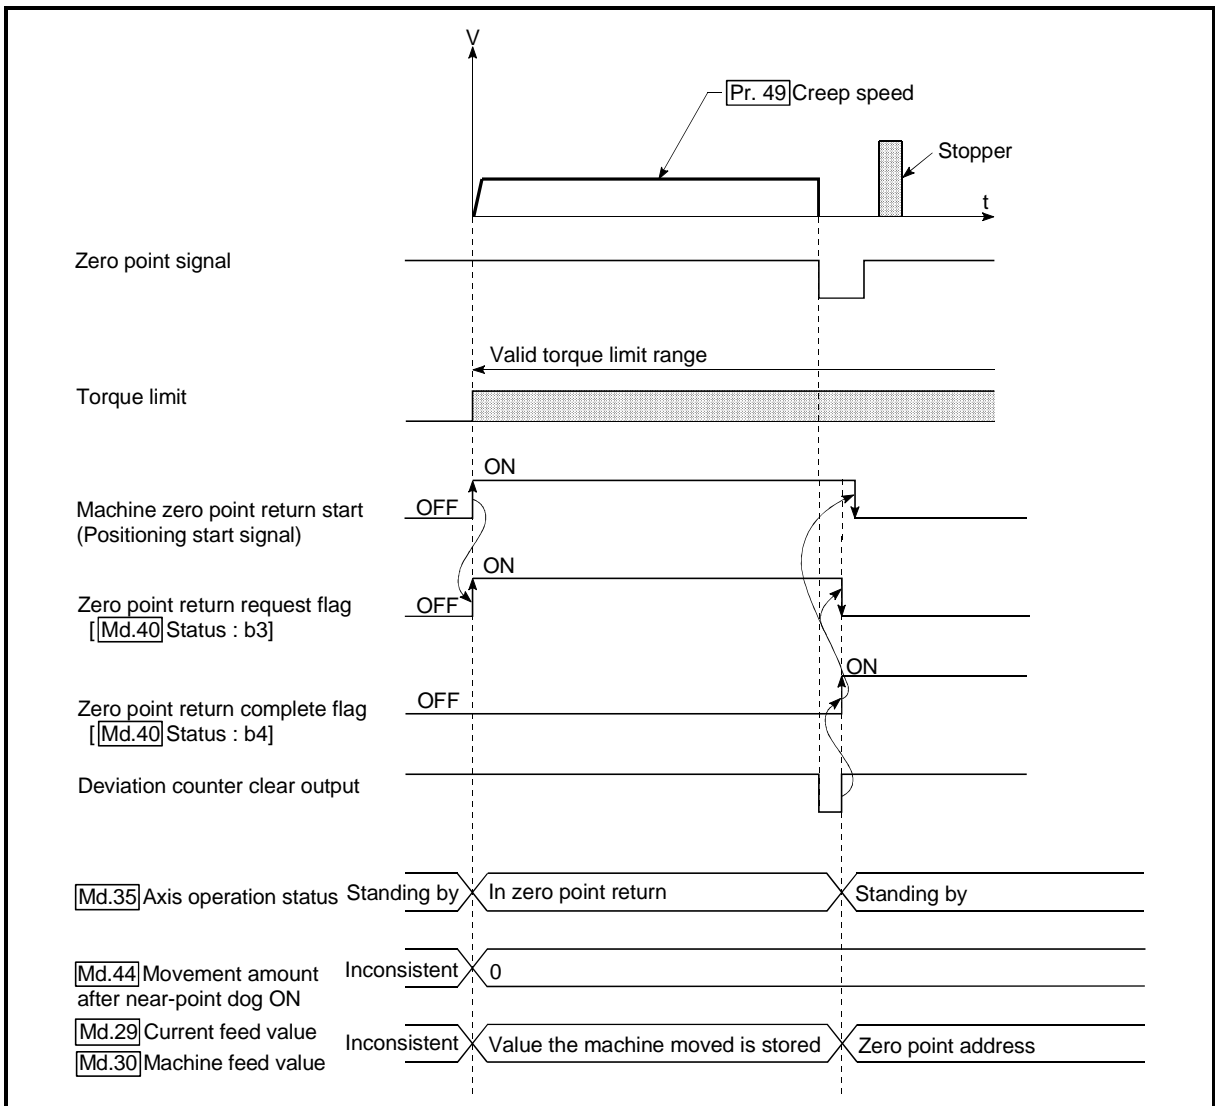 V
Pr. 49 Creep speed
Stopper
t
Zero point signal
Valid torque limit range
Torque limit
ON
OFF
Machine zero point return start
(Positioning start signal)
ON
OFF
Zero point return request flag
[ Md.40 Status : b3]
ON
OFF
Zero point return complete flag
[ Md.40 Status : b4]
Deviation counter clear output
Md.35 Axis operation status Standing by In zero point return Standing by
Md.44 Movement amount Inconsistent 0
after near-point dog ON
Md.29 Current feed value
Inconsistent Value the machine moved is stored Zero point address
Md.30 Machine feed value